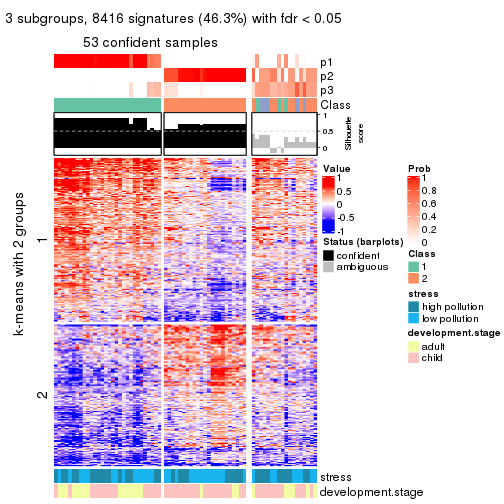 3 subgroups, 8416 signatures (46.3%) with fdr < 0.05
53 confident samples
p1
p2
p3
Class
1
0.5
0
Silhouette
score
k-means with 2 groups
1
2
stress
development.stage
Value
1
0.5
0
-0.5
-1
Status (barplots)
confident
ambiguous
Prob
1
0.8
0.6
0.4
0.2
0
Class
1
2
stress
high pollution
low pollution
development.stage
adult
child